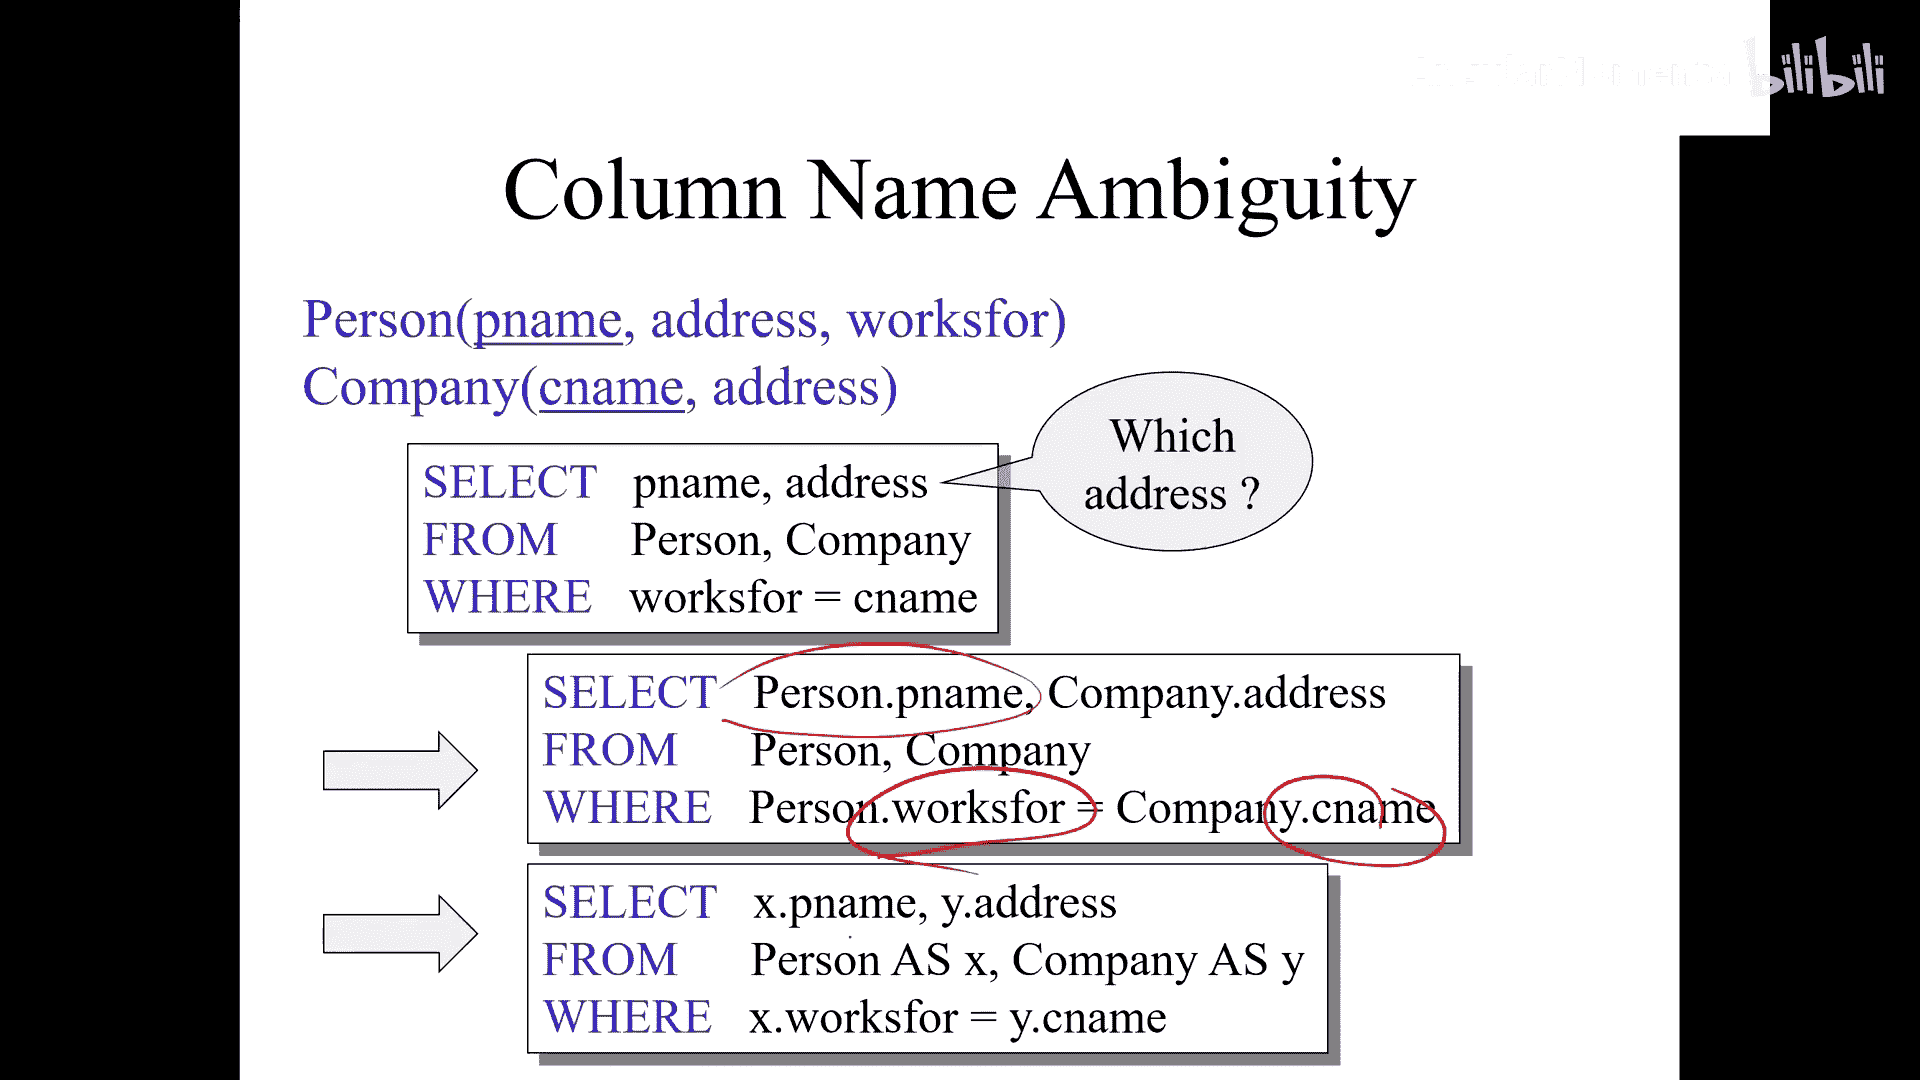 bilibili
Column Name Ambiguity
Person(pname, address, worksfor)
Company(cname, address)
Which
address ?
SELECT pname, address
FROM Person, Company
WHERE worksfor = cname
SELECT Person.pname, Company.address
FROM Person, Company
WHERE Person.worksfor = Company.cname
SELECT x.pname, y.address
FROM Person AS x, Company AS y
WHERE x.worksfor = y.cname